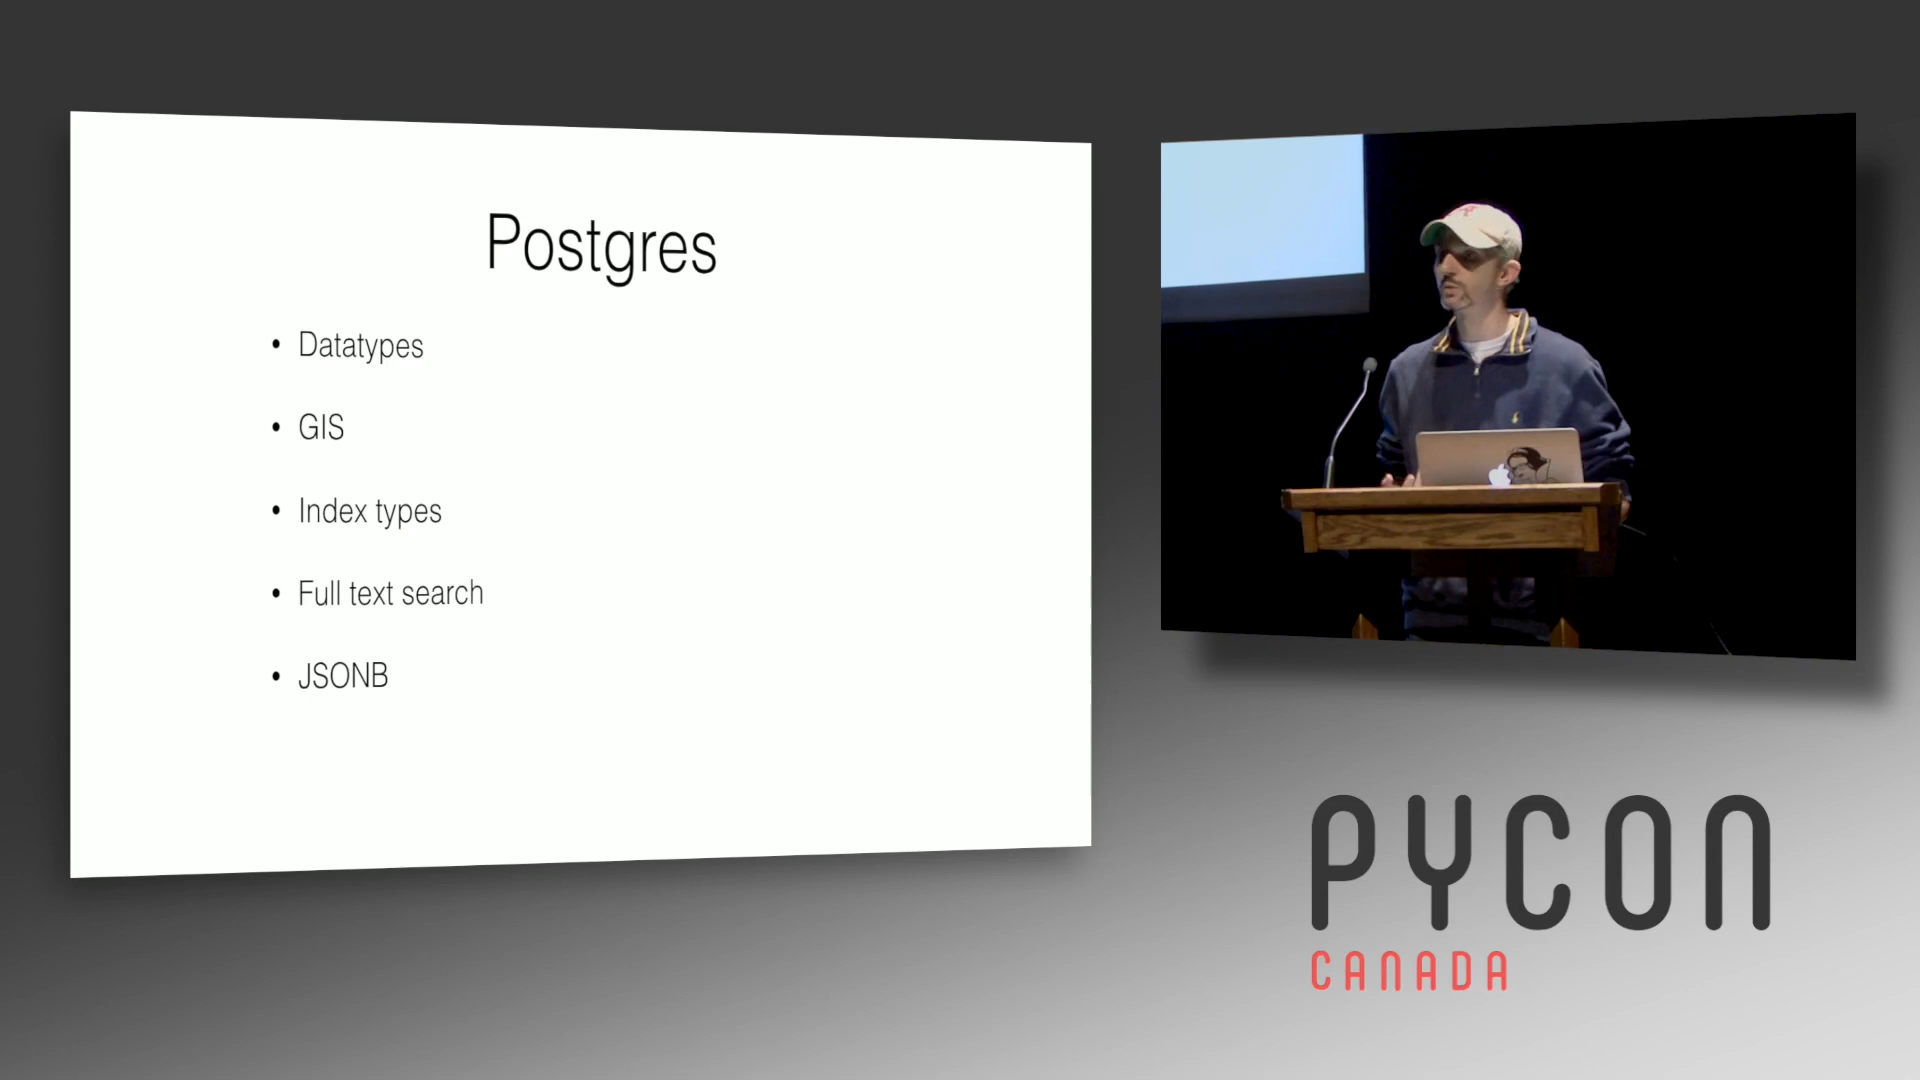 Postgres
• Datatypes
• GIS
• Index types
• Full text search
• JSONB
PYCON
CANADA